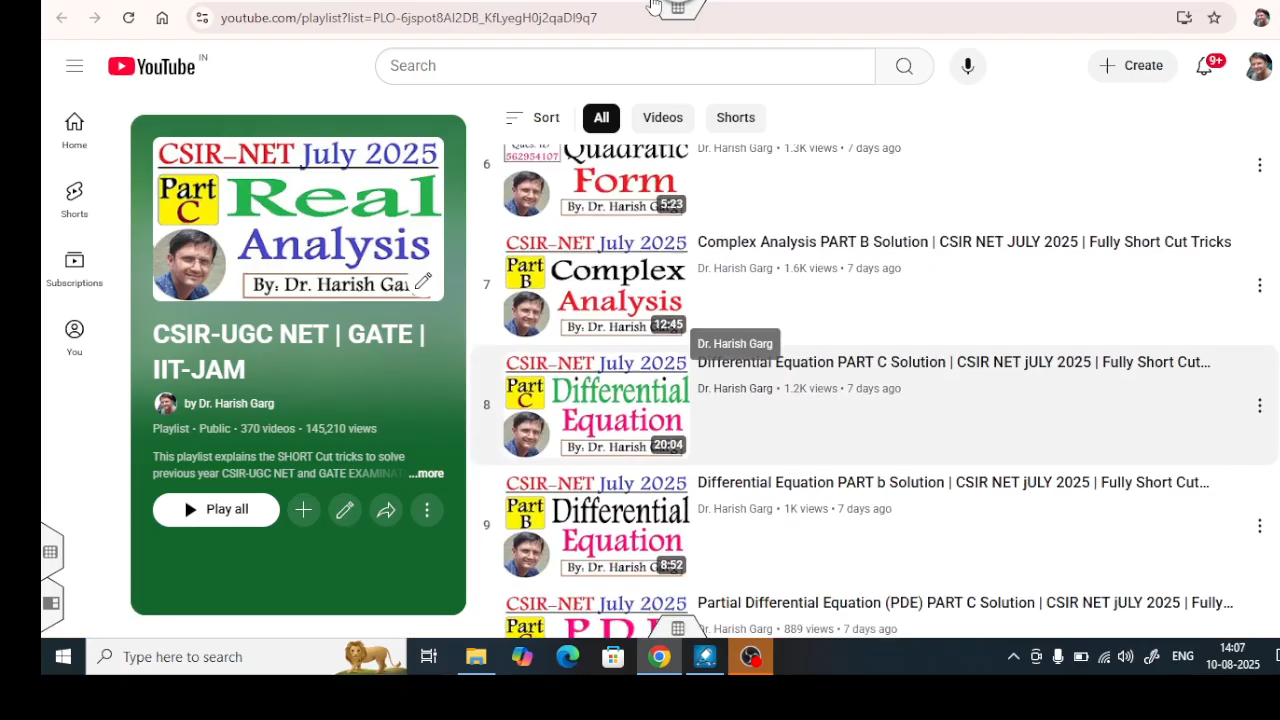 youtube.com/playlist?list=PLO-6jspot8Al2DB_KfLyegH0j2qaDI9q7
YouTube IN
Search
Create
9+
Home
Shorts
Subscriptions
You
CSIR-NET July 2025
Part C
Real
Analysis
By: Dr. Harish Gar
CSIR-UGC NET | GATE |
IIT-JAM
by Dr. Harish Garg
Playlist • Public • 370 videos • 145,210 views
This playlist explains the SHORT Cut tricks to solve
previous year CSIR-UGC NET and GATE EXAMINAT ...more
Play all
Sort
All
Videos
Shorts
6
Ques. ID
562954107
Quadratic
Form
By: Dr. Harish Garg
5:23
Dr. Harish Garg • 1.3K views • 7 days ago
7
CSIR-NET July 2025
Part B
Complex
Analysis
By: Dr. Harish
12:45
Complex Analysis PART B Solution | CSIR NET JULY 2025 | Fully Short Cut Tricks
Dr. Harish Garg • 1.6K views • 7 days ago
Dr. Harish Garg
8
CSIR-NET July 2025
Part C
Differential
Equation
By: Dr. Harish
20:04
Differential Equation PART C Solution | CSIR NET jULY 2025 | Fully Short Cut...
Dr. Harish Garg • 1.2K views • 7 days ago
9
CSIR-NET July 2025
Part B
Differential
Equation
By: Dr. Harish Garg
8:52
Differential Equation PART b Solution | CSIR NET jULY 2025 | Fully Short Cut...
Dr. Harish Garg • 1K views • 7 days ago
CSIR-NET July 2025
Part
P D E
Partial Differential Equation (PDE) PART C Solution | CSIR NET jULY 2025 | Fully...
Dr. Harish Garg • 889 views • 7 days ago
Type here to search
ENG
14:07
10-08-2025